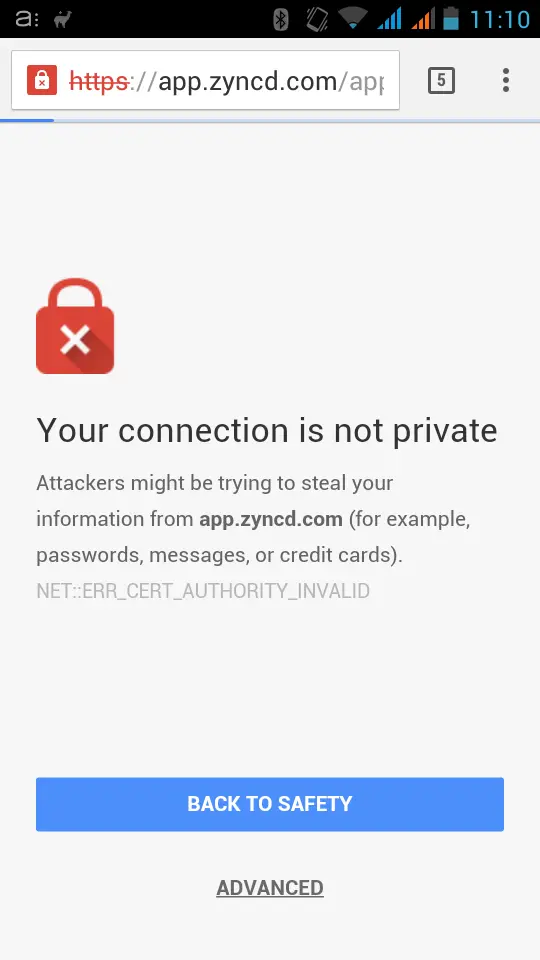 a: 11:10
https://app.zyncd.com/app
5
Your connection is not private
Attackers might be trying to steal your
information from app.zyncd.com (for example,
passwords, messages, or credit cards).
NET::ERR_CERT_AUTHORITY_INVALID
BACK TO SAFETY
ADVANCED